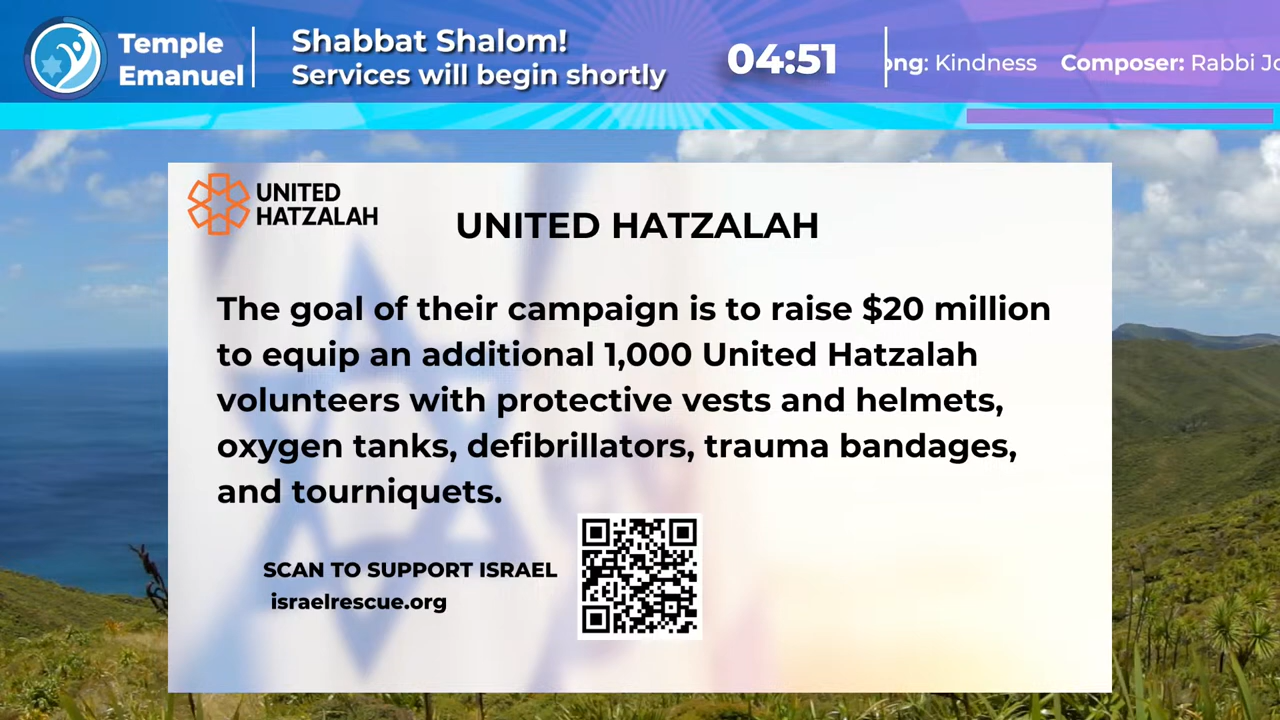 Temple
Emanuel
Shabbat Shalom!
Services will begin shortly
04:51
ong: Kindness Composer: Rabbi Jo
UNITED
HATZALAH
UNITED HATZALAH
The goal of their campaign is to raise $20 million
to equip an additional 1,000 United Hatzalah
volunteers with protective vests and helmets,
oxygen tanks, defibrillators, trauma bandages,
and tourniquets.
SCAN TO SUPPORT ISRAEL
israelrescue.org